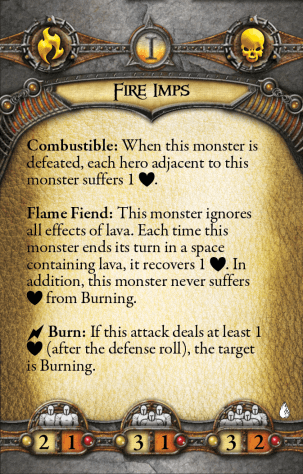 I
FIRE IMPS
Combustible: When this monster is
defeated, each hero adjacent to this
monster suffers 1 ♥.
Flame Fiend: This monster ignores
all effects of lava. Each time this
monster ends its turn in a space
containing lava, it recovers 1 ♥. In
addition, this monster never suffers
♥ from Burning.
Burn: If this attack deals at least 1
♥ (after the defense roll), the target
is Burning.
2 1 3 1 3 2